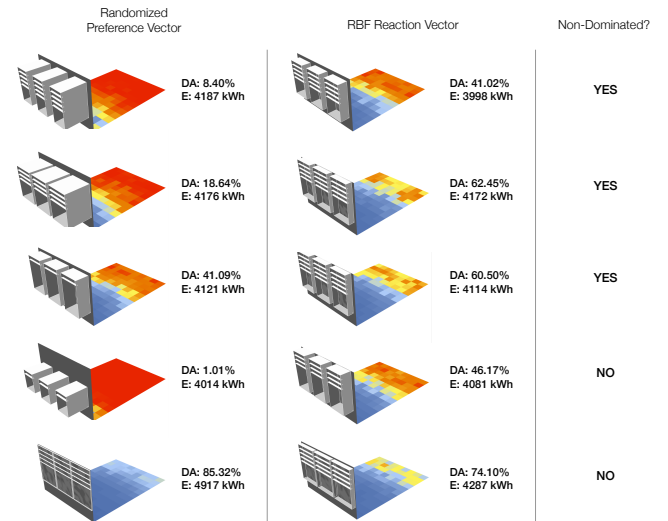 Randomized
Preference Vector
RBF Reaction Vector
Non-Dominated?
DA: 8.40%
E: 4187 kWh
DA: 41.02%
E: 3998 kWh
YES
DA: 18.64%
E: 4176 kWh
DA: 62.45%
E: 4172 kWh
YES
DA: 41.09%
E: 4121 kWh
DA: 60.50%
E: 4114 kWh
YES
DA: 1.01%
E: 4014 kWh
DA: 46.17%
E: 4081 kWh
NO
DA: 85.32%
E: 4917 kWh
DA: 74.10%
E: 4287 kWh
NO